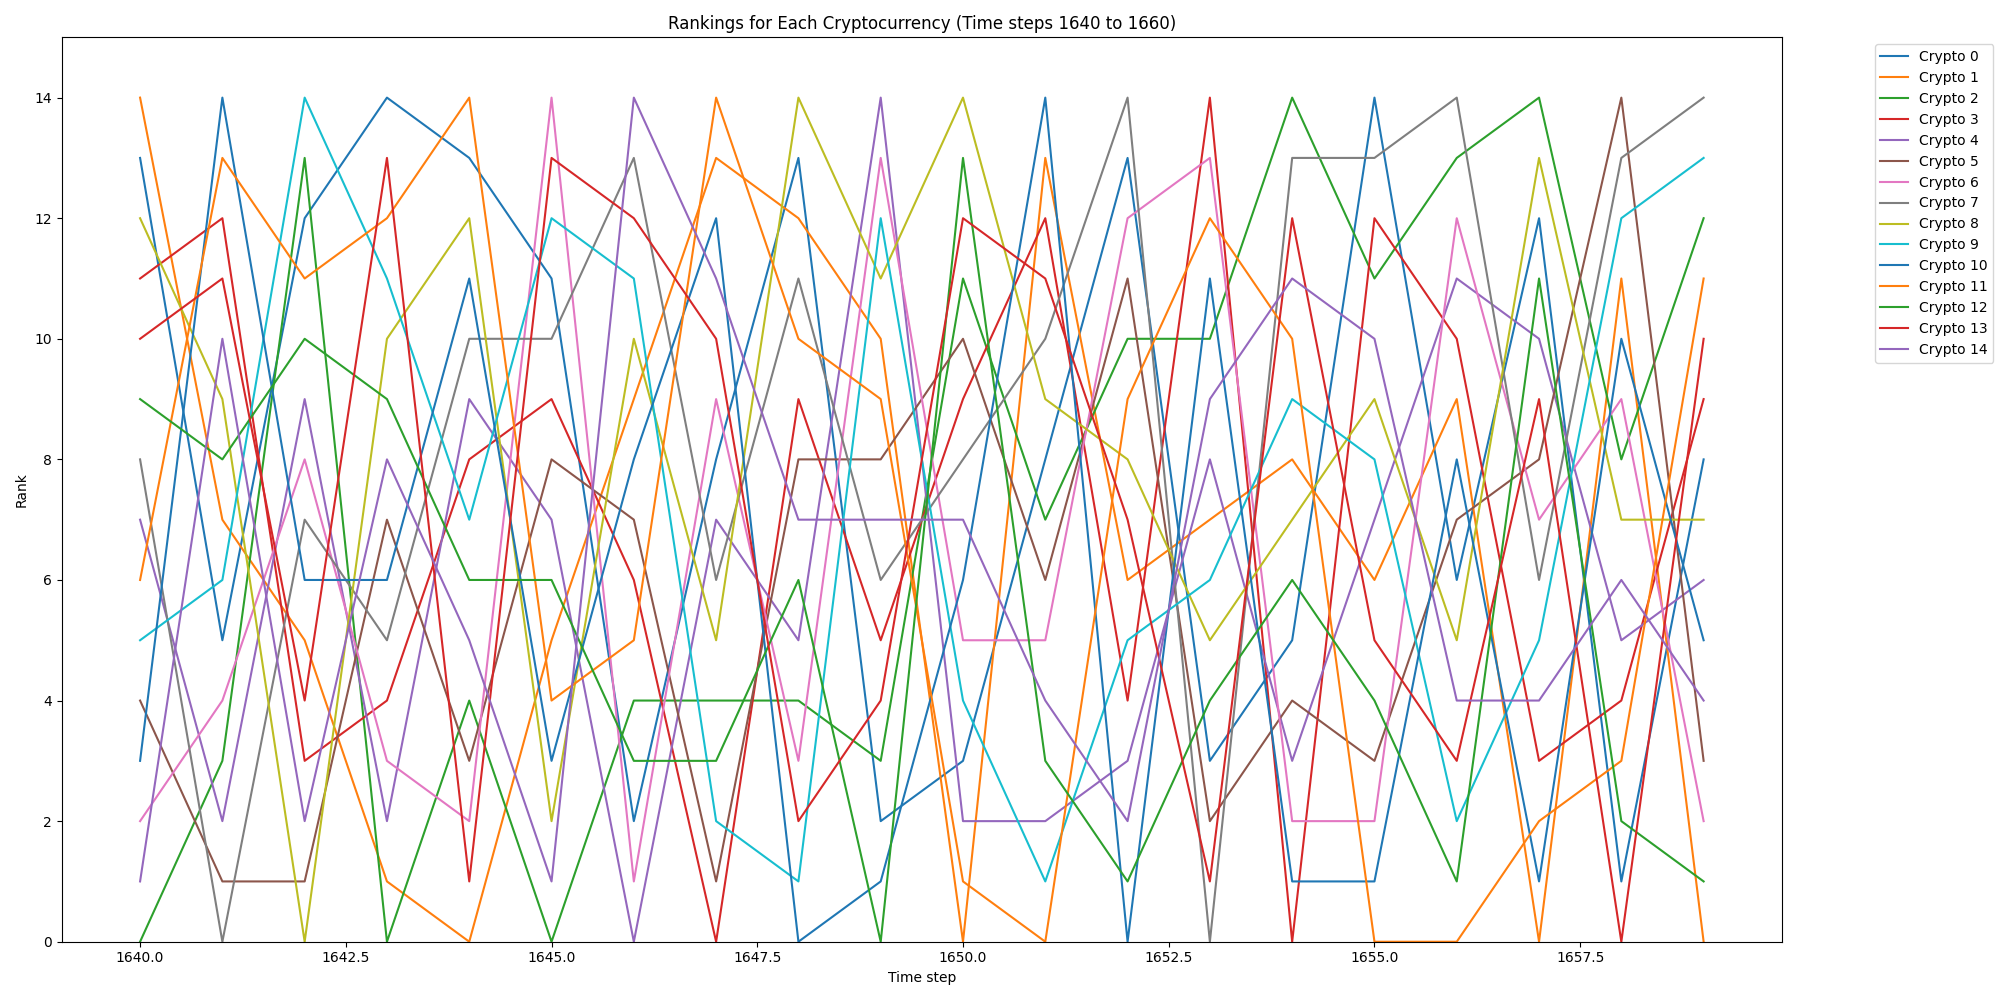 Rankings for Each Cryptocurrency (Time steps 1640 to 1660)
Rank
14
12
10
8
6
4
2
0
1640.0 1642.5 1645.0 1647.5 1650.0 1652.5 1655.0 1657.5
Time step
Crypto 0
Crypto 1
Crypto 2
Crypto 3
Crypto 4
Crypto 5
Crypto 6
Crypto 7
Crypto 8
Crypto 9
Crypto 10
Crypto 11
Crypto 12
Crypto 13
Crypto 14